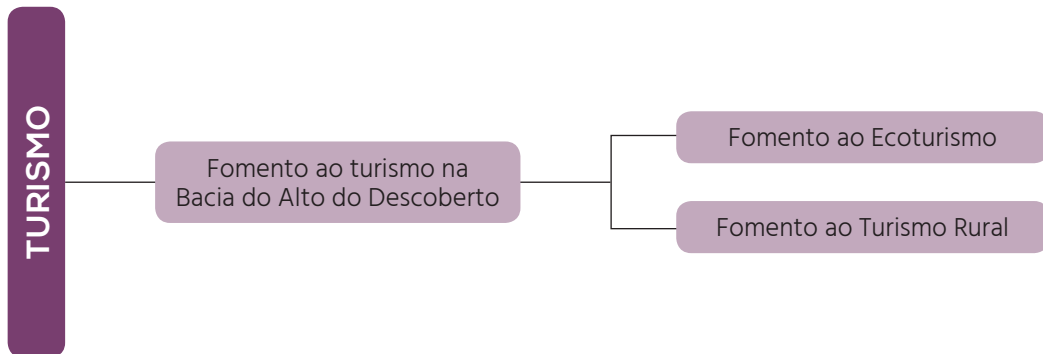 TURISMO
Fomento ao turismo na
Bacia do Alto do Descoberto
Fomento ao Ecoturismo
Fomento ao Turismo Rural